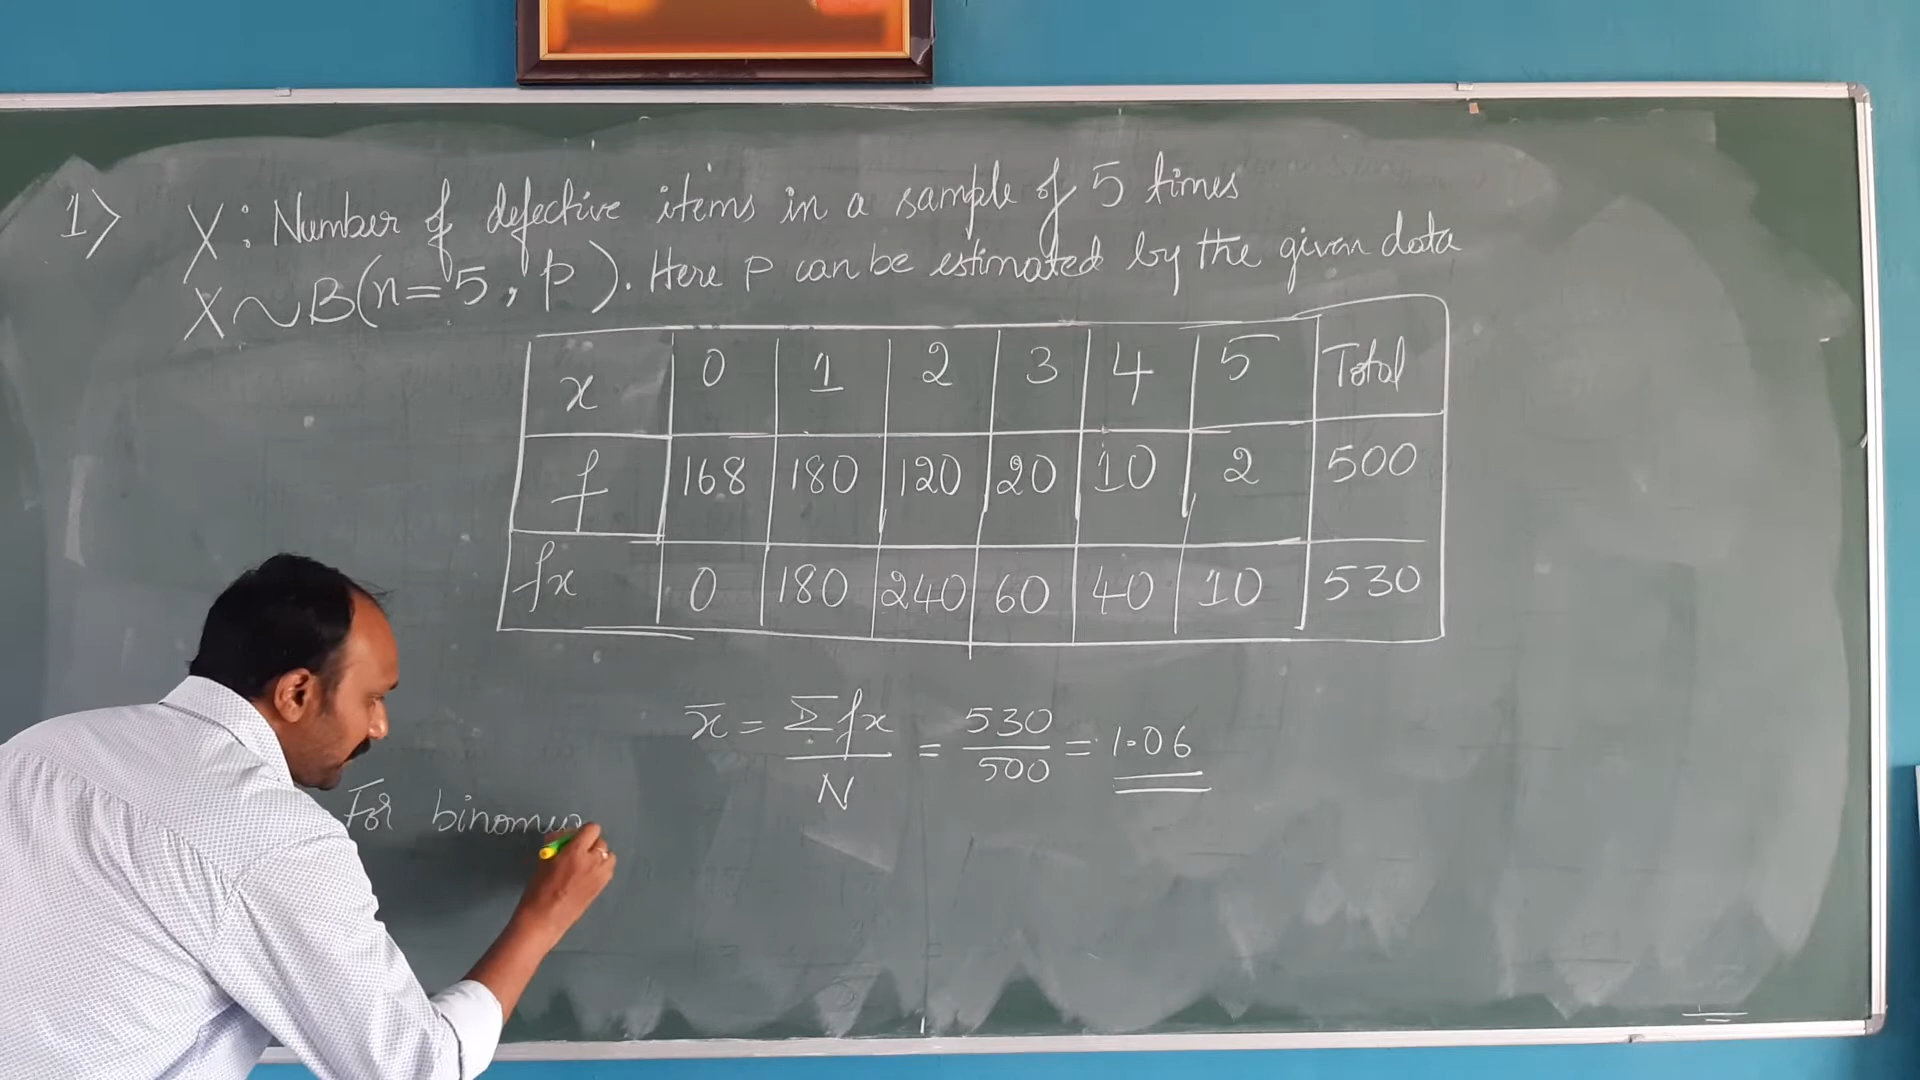 1) X: Number of defective items in a sample of 5 times
X~B(n=5, p). Here p can be estimated by the given data
x 0 1 2 3 4 5 Total
f 168 180 120 20 10 2 500
fx 0 180 240 60 40 10 530
x̄ = Σfx / N = 530 / 500 = 1.06
For binom